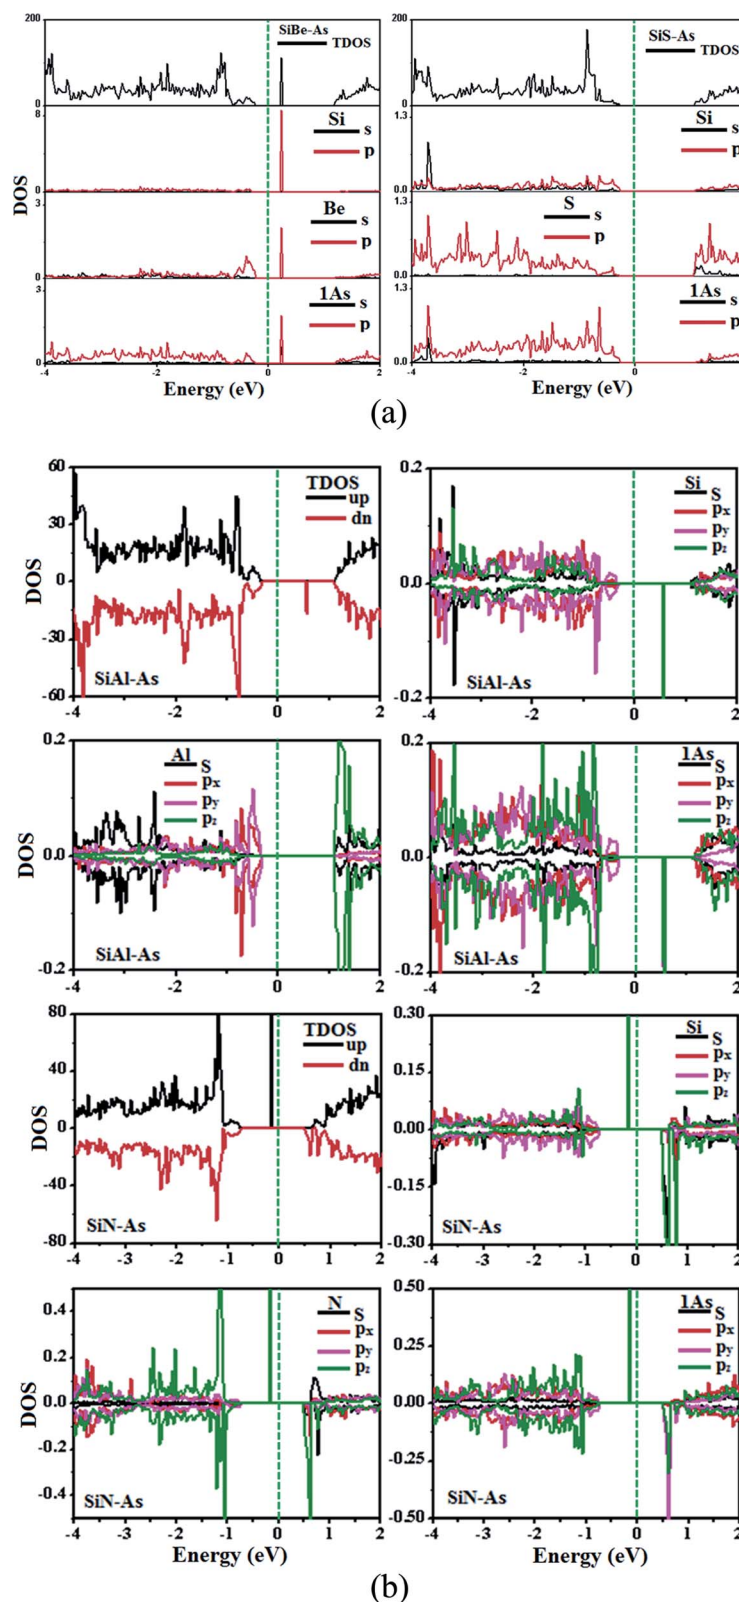 200
SiBe-As
TDOS
0
8
Si
s
p
0
3
Be
s
p
0
3
1As
s
p
0
-4 -2 0 2
Energy (eV)
DOS
200
SiS-As
TDOS
0
1.3
Si
s
p
0.0
1.3
S
s
p
0.0
1.3
1As
s
p
0.0
-4 -2 0 2
Energy (eV)
(a)
60
30
0
-30
-60
DOS
TDOS
up
dn
SiAl-As
-4 -2 0 2
0.2
0.0
-0.2
Si
S
px
py
pz
SiAl-As
-4 -3 -2 -1 0 1 2
0.2
0.0
-0.2
DOS
Al
S
px
py
pz
SiAl-As
-4 -2 0 2
0.2
0.0
-0.2
1As
S
px
py
pz
SiAl-As
-4 -2 0 2
80
40
0
-40
-80
DOS
TDOS
up
dn
SiN-As
-4 -3 -2 -1 0 1 2
0.30
0.15
0.00
-0.15
-0.30
Si
S
px
py
pz
SiN-As
-4 -3 -2 -1 0 1 2
0.4
0.2
0.0
0.2
-0.4
DOS
N
S
px
py
pz
SiN-As
-4 -3 -2 -1 0 1 2
Energy (eV)
0.50
0.25
0.00
-0.25
-0.50
1As
S
px
py
pz
SiN-As
-4 -3 -2 -1 0 1 2
Energy (eV)
(b)